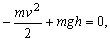 -mv²/2 + mgh = 0,